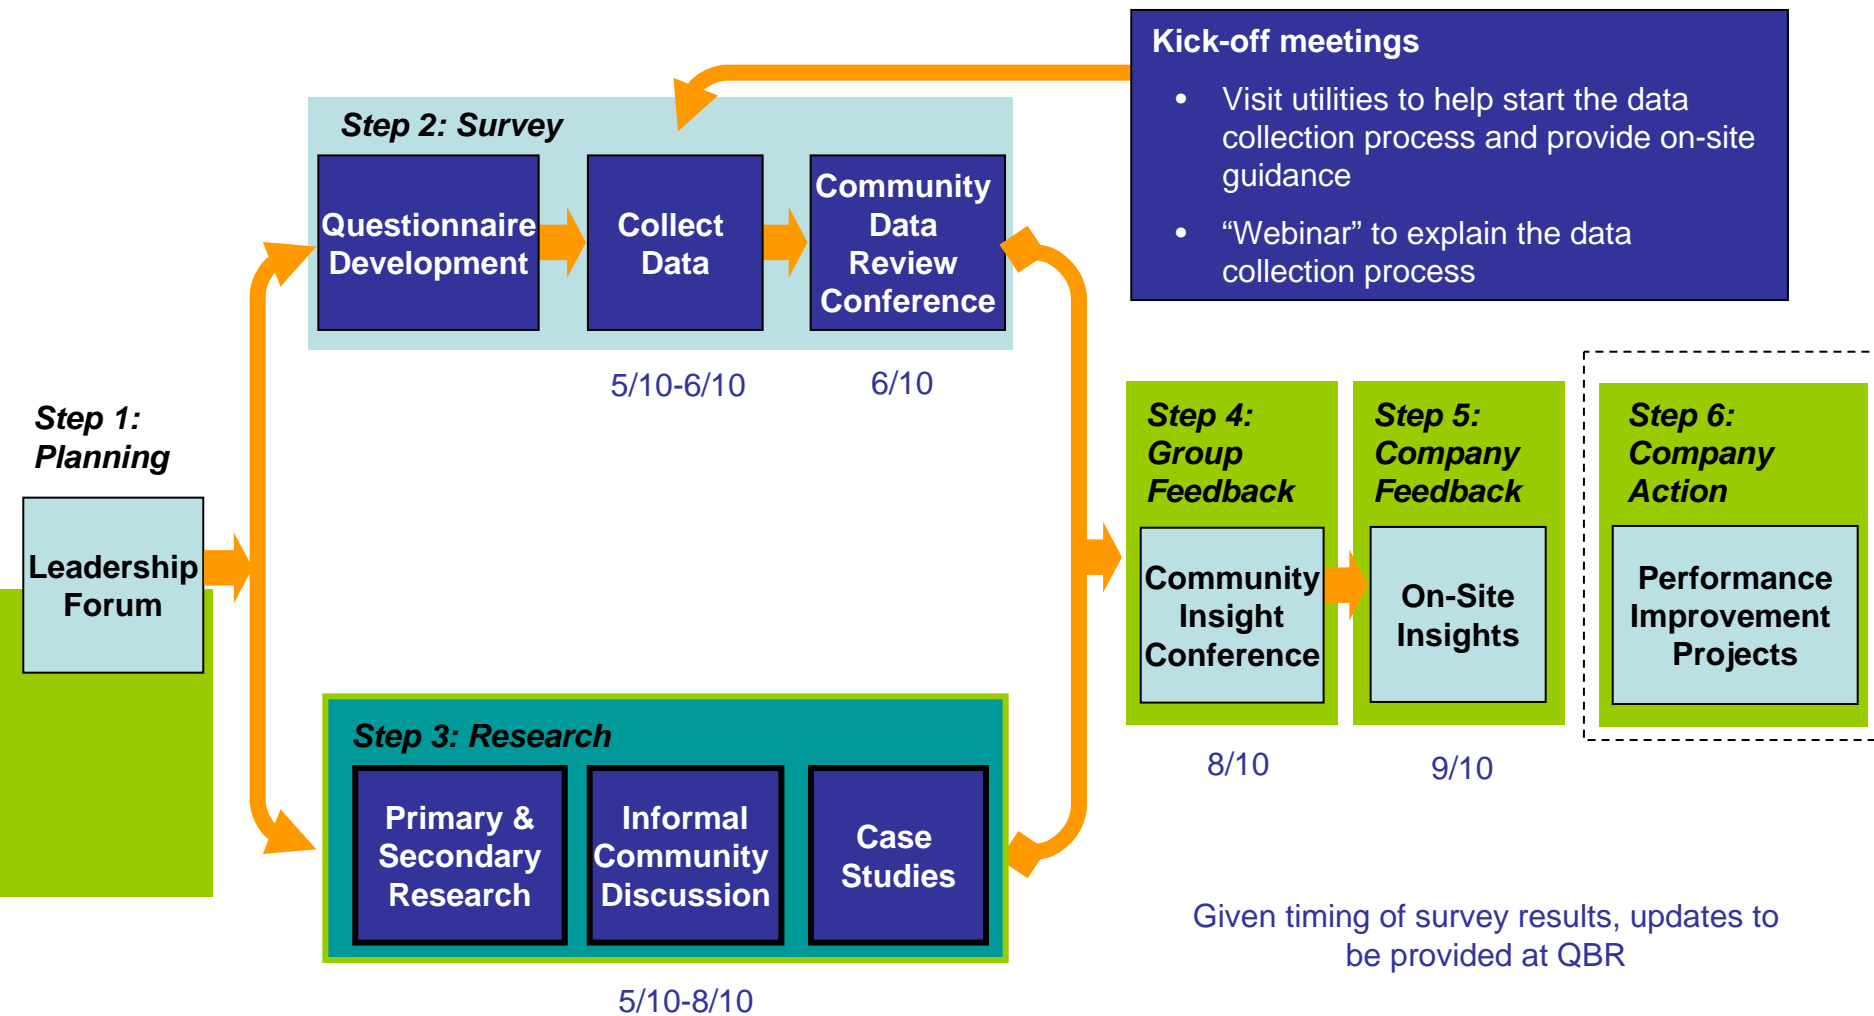 Kick-off meetings
• Visit utilities to help start the data
collection process and provide on-site
guidance
• “Webinar” to explain the data
collection process
Step 2: Survey
Questionnaire
Development
Collect
Data
Community
Data
Review
Conference
5/10-6/10
6/10
Step 1:
Planning
Leadership
Forum
Step 3: Research
Primary &
Secondary
Research
Informal
Community
Discussion
Case
Studies
5/10-8/10
Step 4:
Group
Feedback
Community
Insight
Conference
8/10
Step 5:
Company
Feedback
On-Site
Insights
9/10
Step 6:
Company
Action
Performance
Improvement
Projects
Given timing of survey results, updates to
be provided at QBR